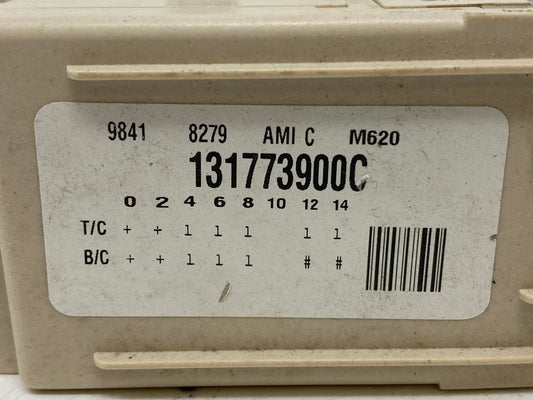 9841 8279 AMI C M620
131773900C
0 2 4 6 8 10 12 14
T/C + + 1 1 1 1 1
B/C + + 1 1 1 # #